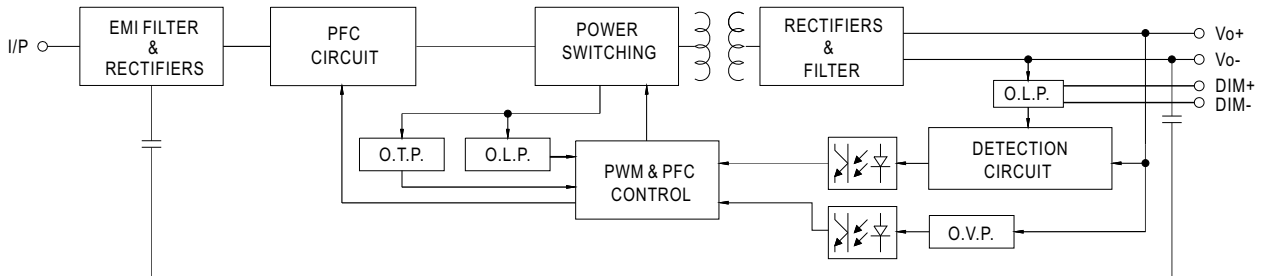 I/P
EMI FILTER
&
RECTIFIERS
PFC
CIRCUIT
POWER
SWITCHING
RECTIFIERS
&
FILTER
Vo+
Vo-
DIM+
DIM-
O.L.P.
O.T.P.
O.L.P.
PWM & PFC
CONTROL
DETECTION
CIRCUIT
O.V.P.